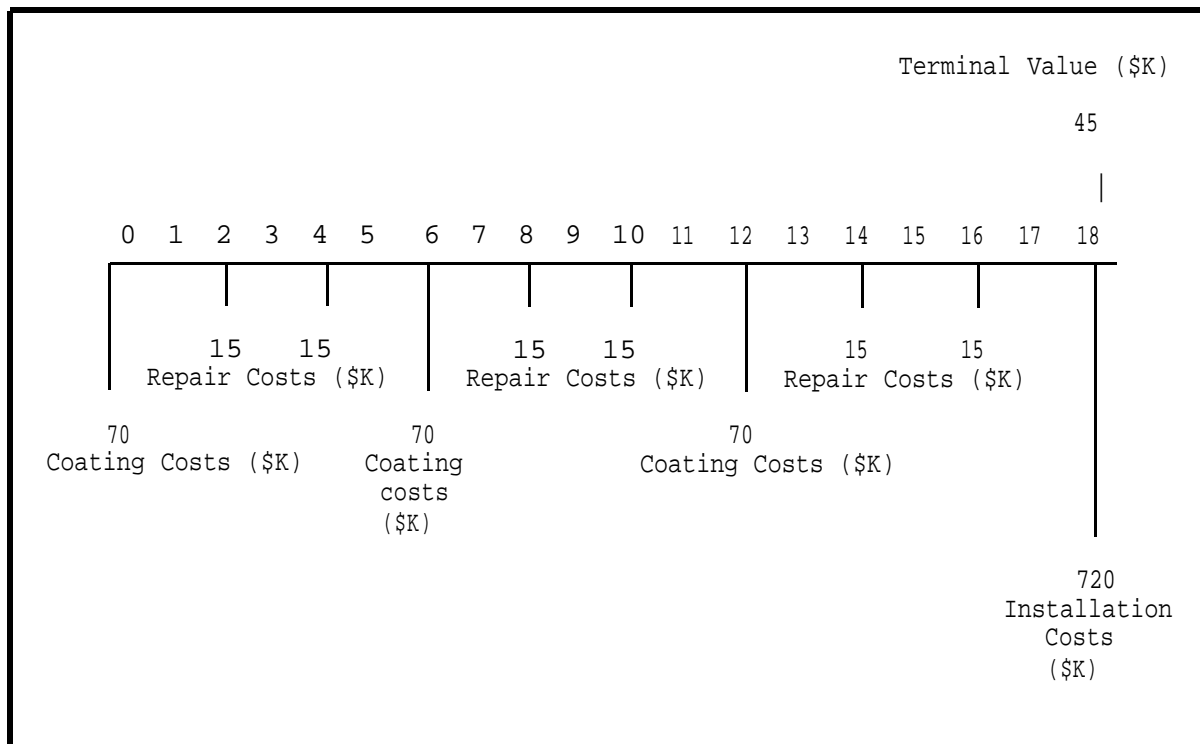 Terminal Value ($K)
45
0 1 2 3 4 5 6 7 8 9 10 11 12 13 14 15 16 17 18
15 15 15 15 15 15
Repair Costs ($K) Repair Costs ($K) Repair Costs ($K)
70 70 70
Coating Costs ($K) Coating Coating Costs ($K)
costs
($K)
720
Installation
Costs
($K)